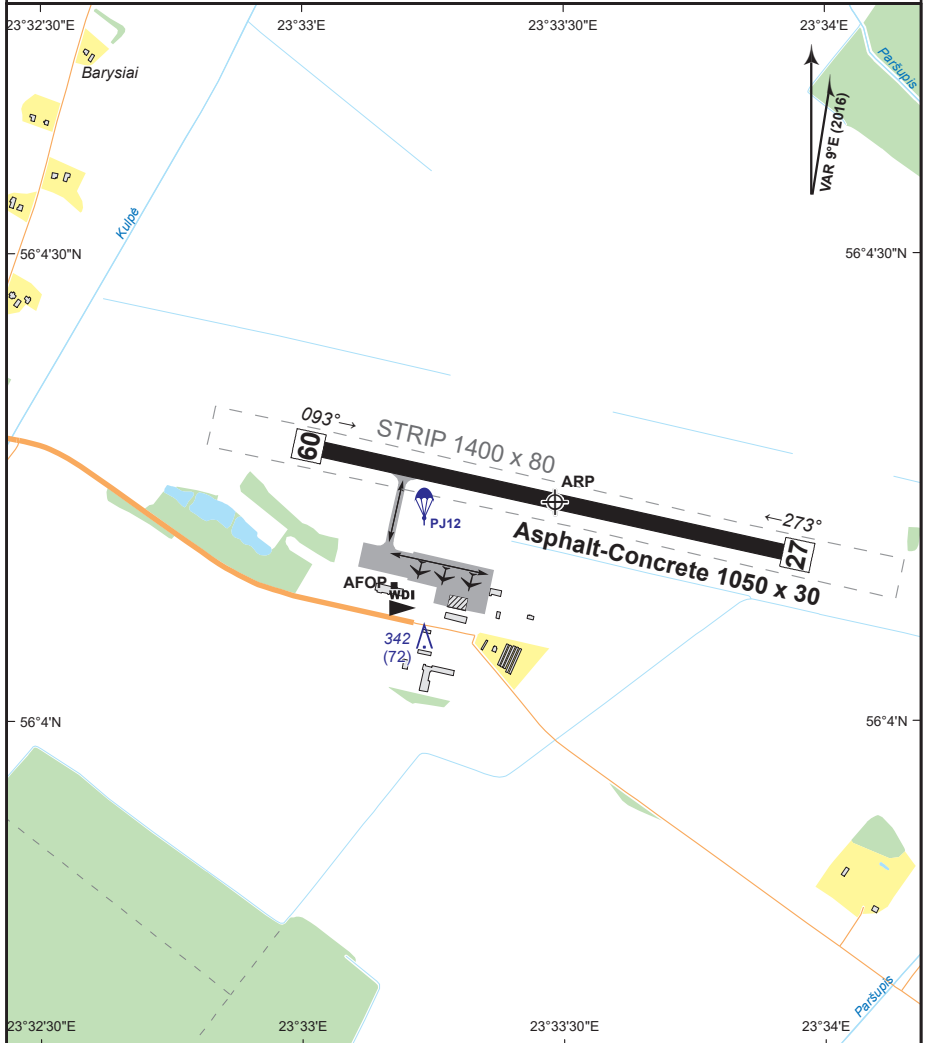 23°32'30"E 23°33'E 23°33'30"E 23°34'E
Paršupis
Barysiai
VAR 9°E (2016)
Kulpė
56°4'30"N 56°4'30"N
093°→
STRIP 1400 x 80
09
ARP
←273°
PJ12
Asphalt-Concrete 1050 x 30
27
AFOP
WDI
342
(72)
56°4'N 56°4'N
Paršupis
23°32'30"E 23°33'E 23°33'30"E 23°34'E